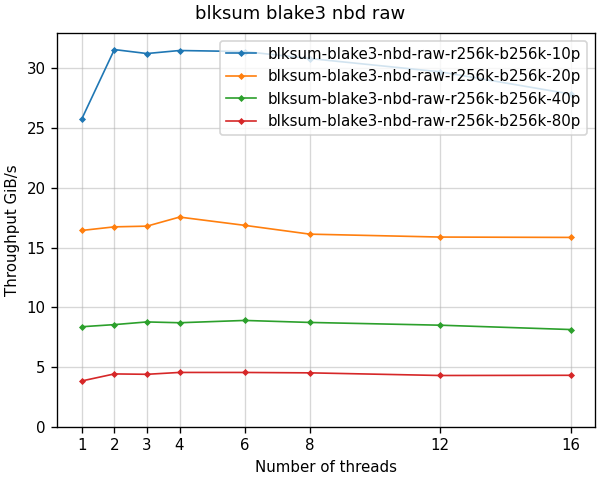 blksum blake3 nbd raw
blksum-blake3-nbd-raw-r256k-b256k-10p
blksum-blake3-nbd-raw-r256k-b256k-20p
blksum-blake3-nbd-raw-r256k-b256k-40p
blksum-blake3-nbd-raw-r256k-b256k-80p
Throughput GiB/s
30
25
20
15
10
5
0
1 2 3 4 6 8 12 16
Number of threads